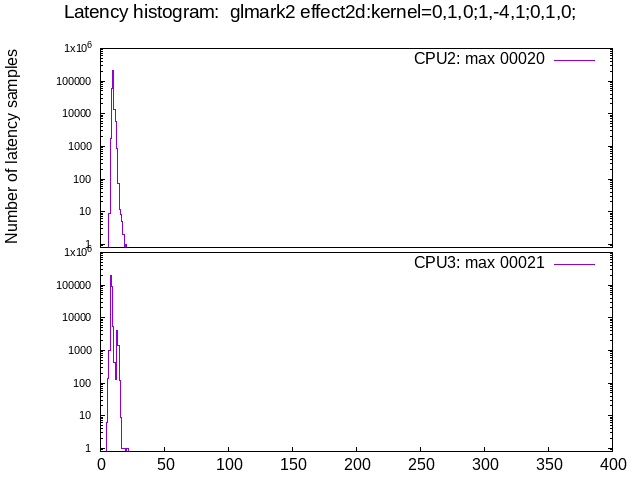 Latency histogram:  glmark2 effect2d:kernel=0,1,0;1,-4,1;0,1,0;
Number of latency samples
1x10^6
CPU2: max 00020
100000
10000
1000
100
10
1
1x10^6
CPU3: max 00021
100000
10000
1000
100
10
1
0 50 100 150 200 250 300 350 400